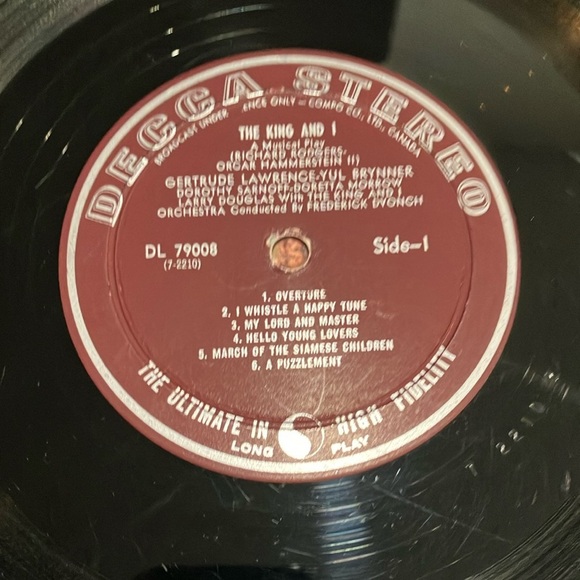 DECCA STEREO
BROADCAST UNDER ENCE ONLY — COMPO CO., LTD., CANADA
THE KING AND I
A Musical Play
(RICHARD RODGERS-
OSCAR HAMMERSTEIN II)
GERTRUDE LAWRENCE-YUL BRYNNER
DOROTHY SARNOFF-DORETTA MORROW
LARRY DOUGLAS With THE KING AND I
ORCHESTRA Conducted By FREDERICK DVONCH
DL 79008
(7-2210)
Side-1
1. OVERTURE
2. I WHISTLE A HAPPY TUNE
3. MY LORD AND MASTER
4. HELLO YOUNG LOVERS
5. MARCH OF THE SIAMESE CHILDREN
6. A PUZZLEMENT
THE ULTIMATE IN HIGH FIDELITY
LONG PLAY
T 2210